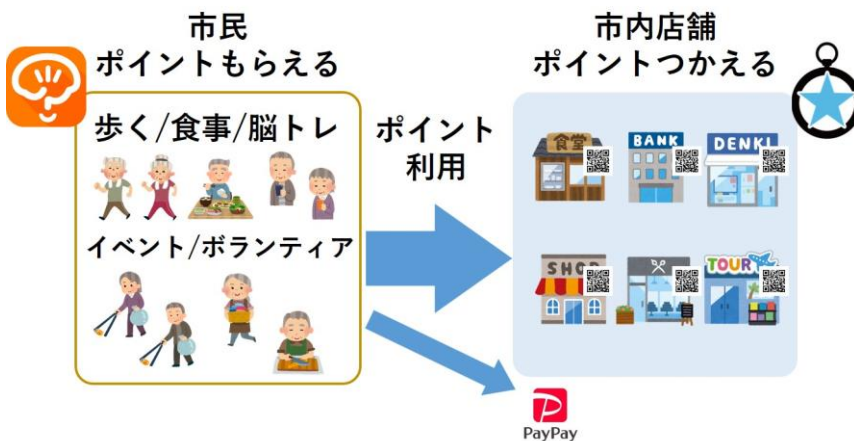 市民
ポイントもらえる
歩く/食事/脳トレ
イベント/ボランティア
ポイント
利用
市内店舗
ポイントつかえる
食堂
BANK
DENKI
SHOP
TOUR
PayPay